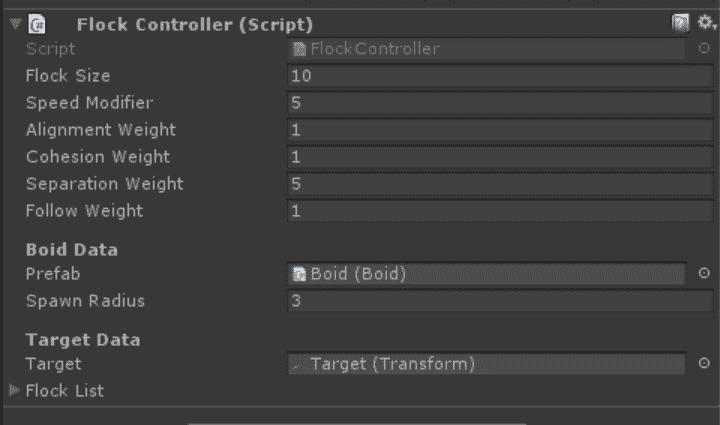 Flock Controller (Script)
Script FlockController
Flock Size 10
Speed Modifier 5
Alignment Weight 1
Cohesion Weight 1
Separation Weight 5
Follow Weight 1
Boid Data
Prefab Boid (Boid)
Spawn Radius 3
Target Data
Target Target (Transform)
Flock List